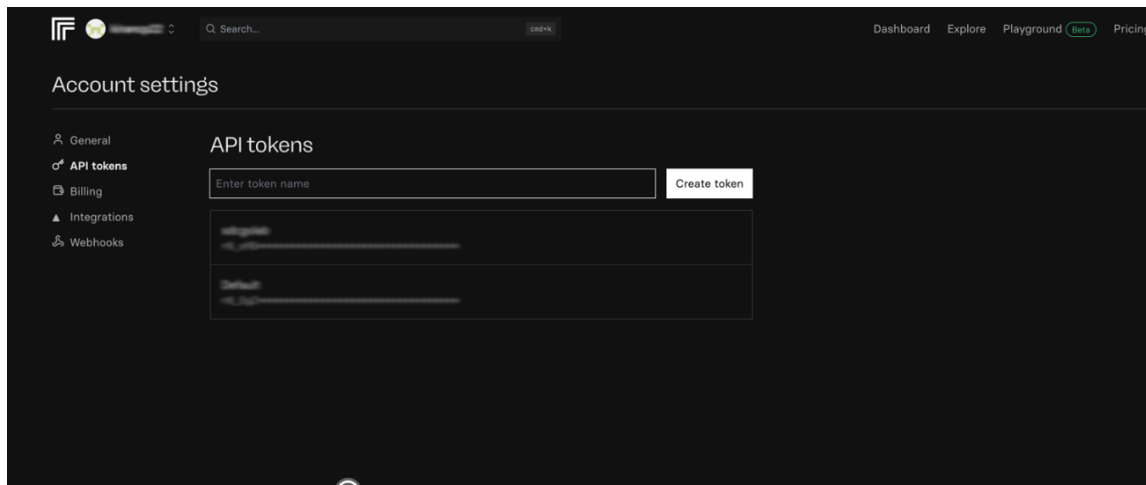 Search... cmd+k Dashboard Explore Playground Beta Pricing
Account settings
General
API tokens
Billing
Integrations
Webhooks
API tokens
Enter token name Create token